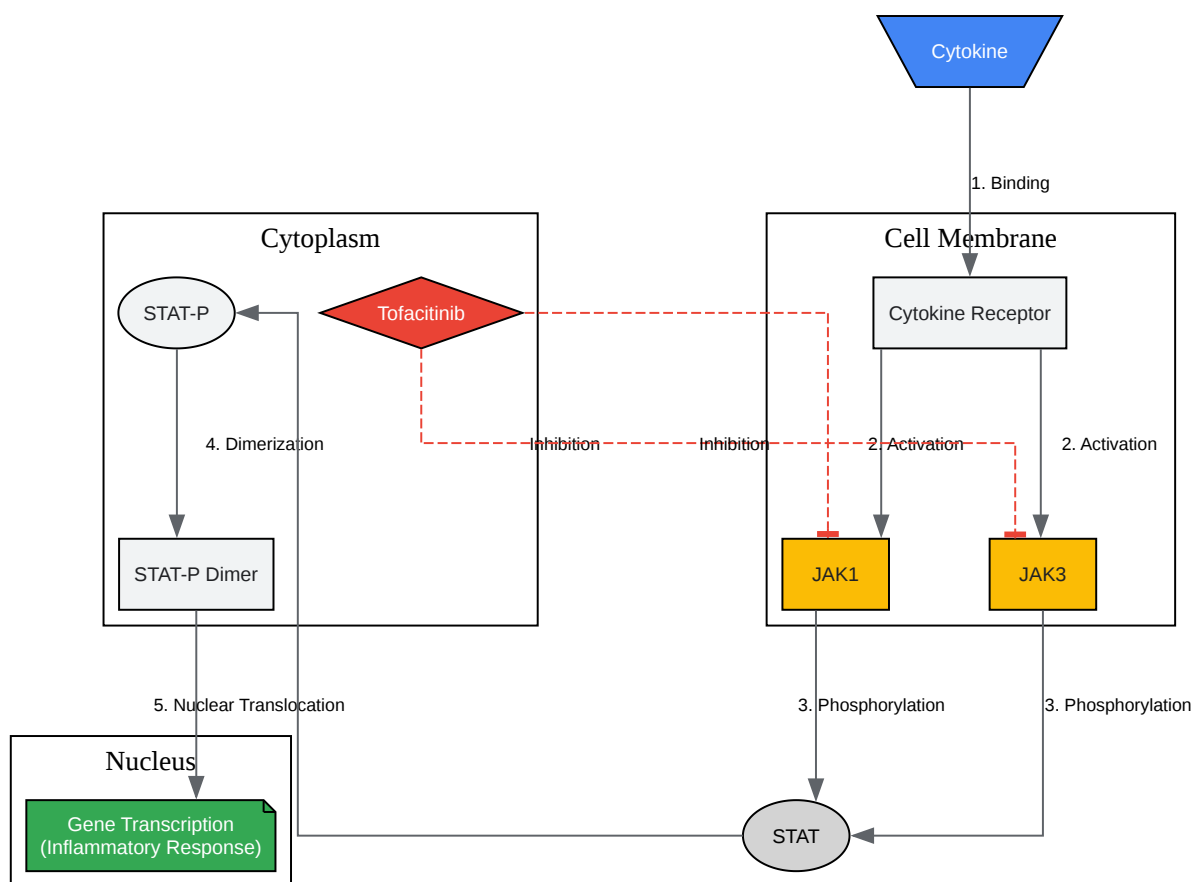 Cytokine
1. Binding
Cytoplasm
Cell Membrane
STAT-P
Tofacitinib
Cytokine Receptor
4. Dimerization
Inhibition
Inhibition
2. Activation
2. Activation
STAT-P Dimer
JAK1
JAK3
5. Nuclear Translocation
3. Phosphorylation
3. Phosphorylation
Nucleus
Gene Transcription
(Inflammatory Response)
STAT